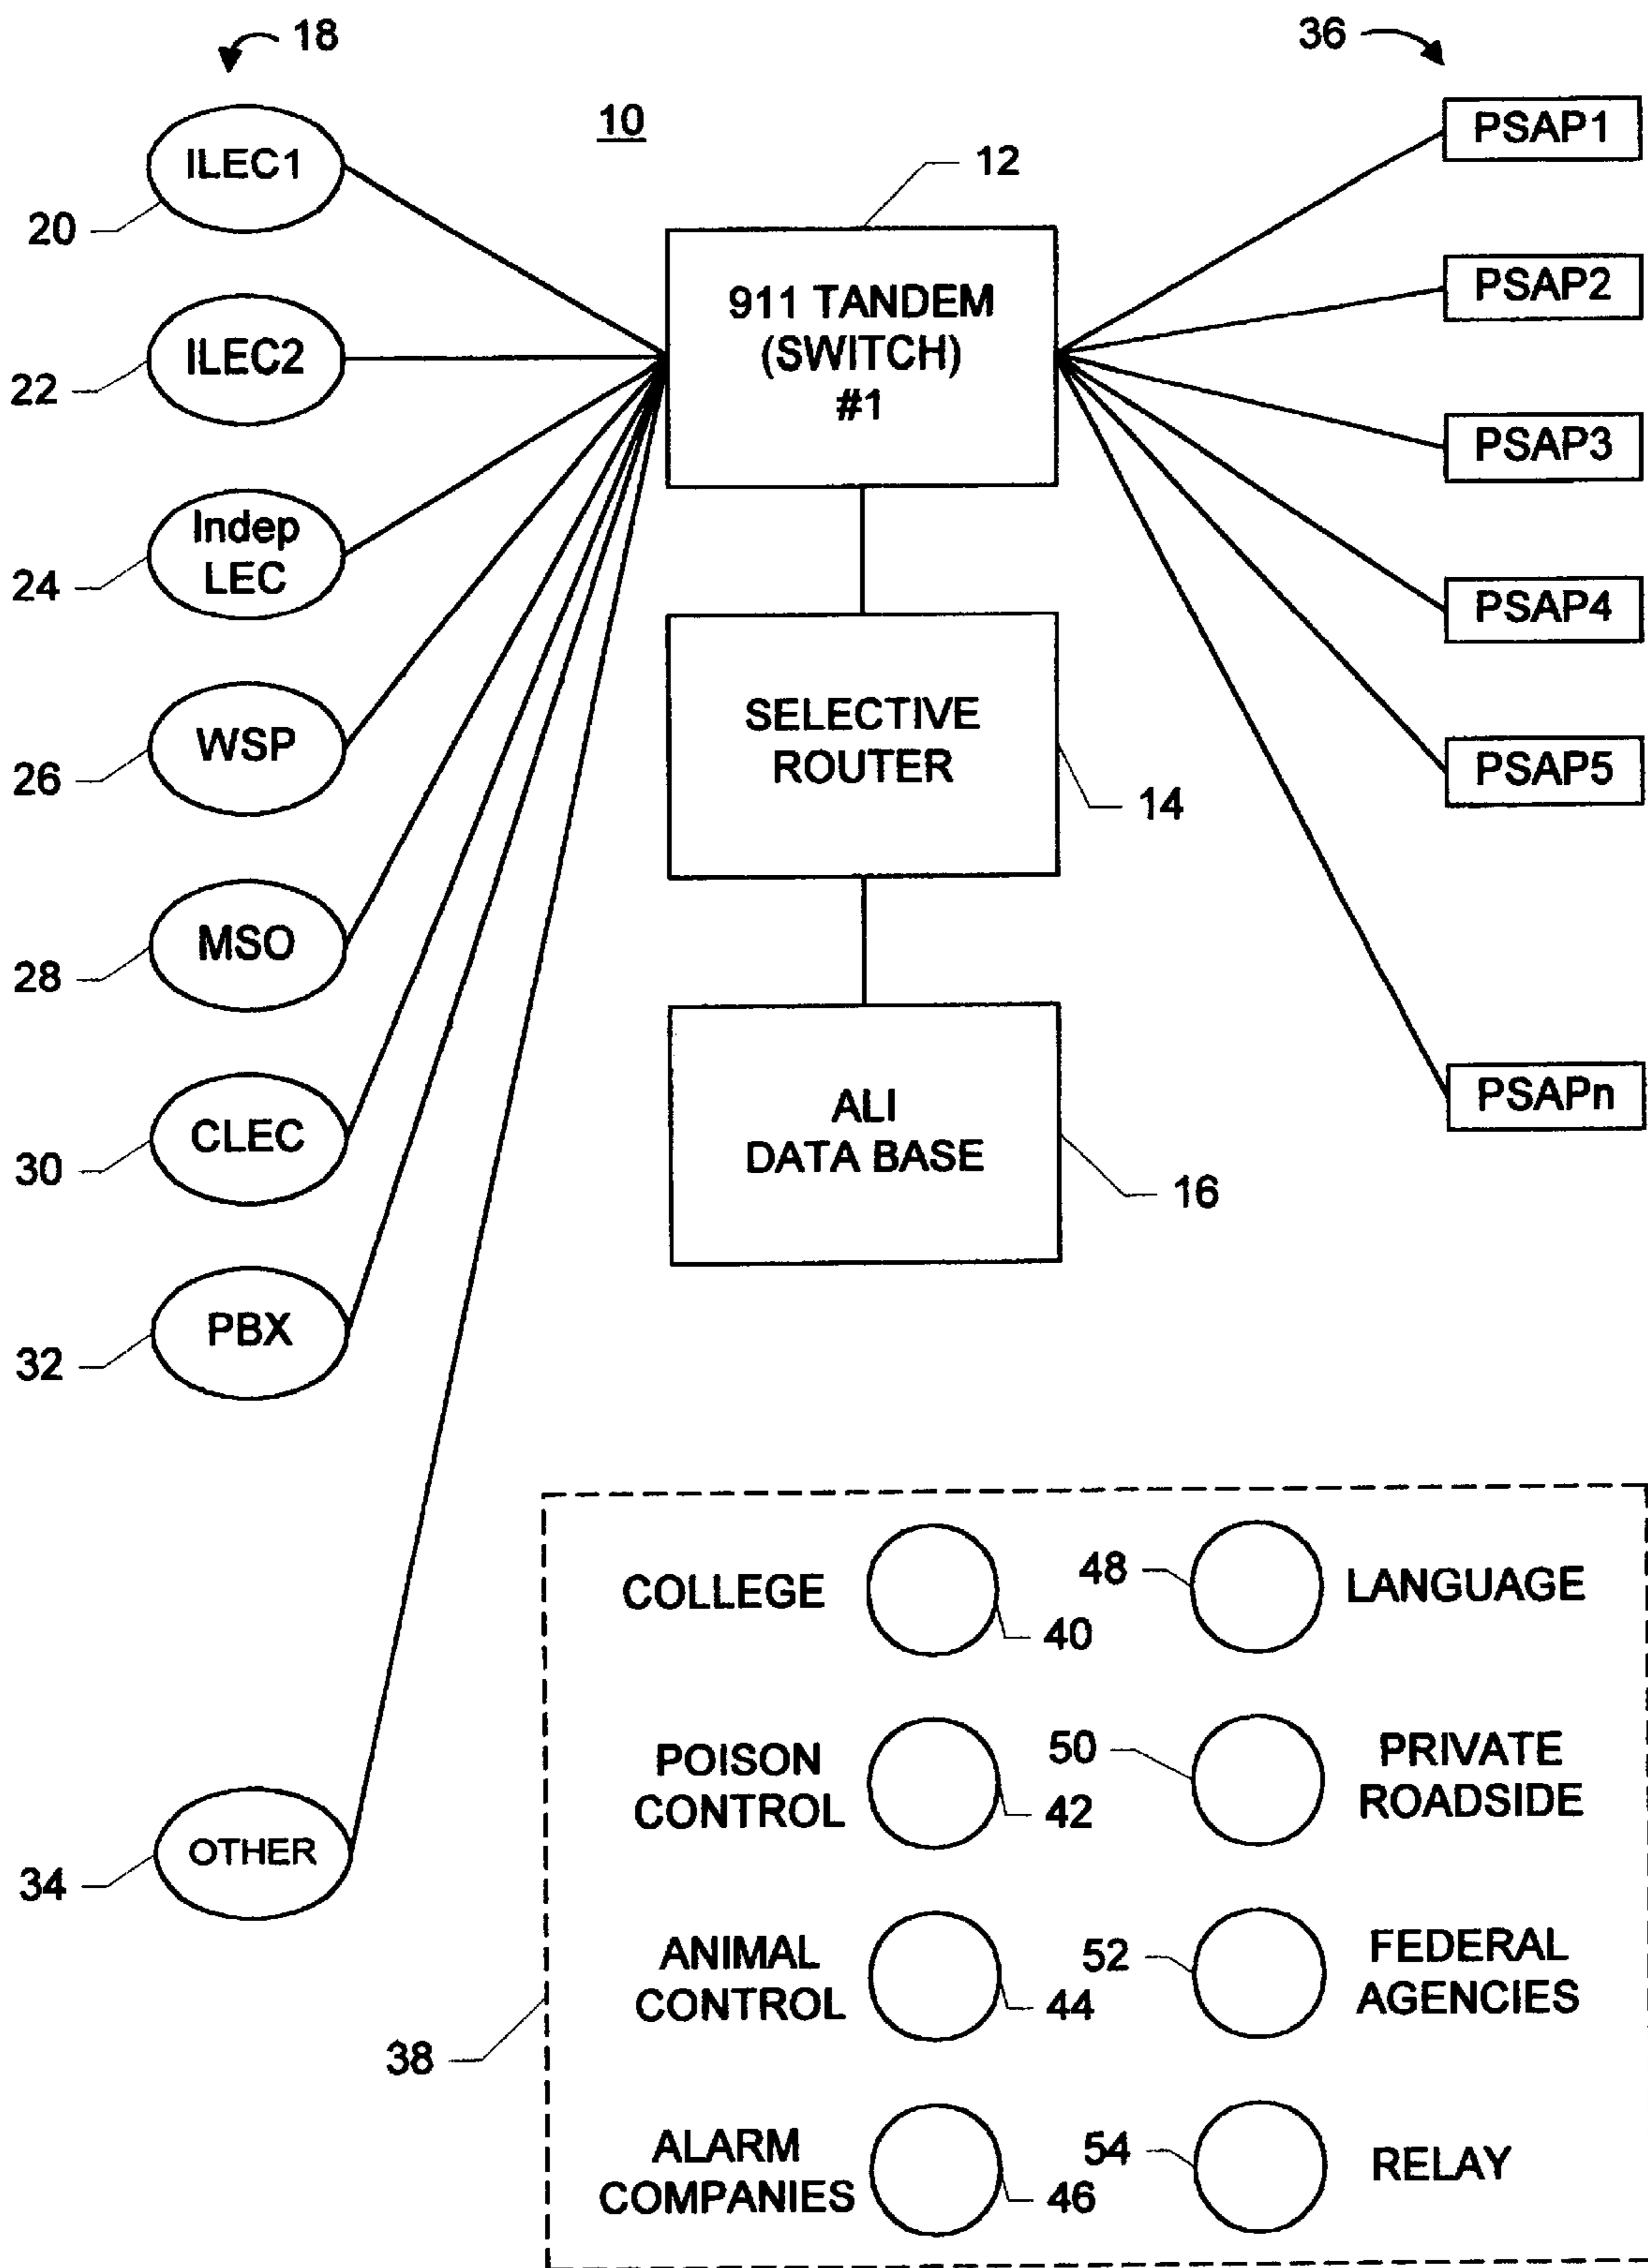 18
36
10
ILEC1
20
ILEC2
22
Indep
LEC
24
WSP
26
MSO
28
CLEC
30
PBX
32
OTHER
34
12
911 TANDEM
(SWITCH)
#1
SELECTIVE
ROUTER
14
ALI
DATA BASE
16
PSAP1
PSAP2
PSAP3
PSAP4
PSAP5
PSAPn
38
COLLEGE
40
POISON
CONTROL
42
ANIMAL
CONTROL
44
ALARM
COMPANIES
46
48
LANGUAGE
50
PRIVATE
ROADSIDE
52
FEDERAL
AGENCIES
54
RELAY